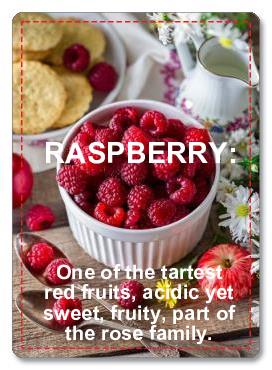 RASPBERRY:
One of the tartest
red fruits, acidic yet
sweet, fruity, part of
the rose family.